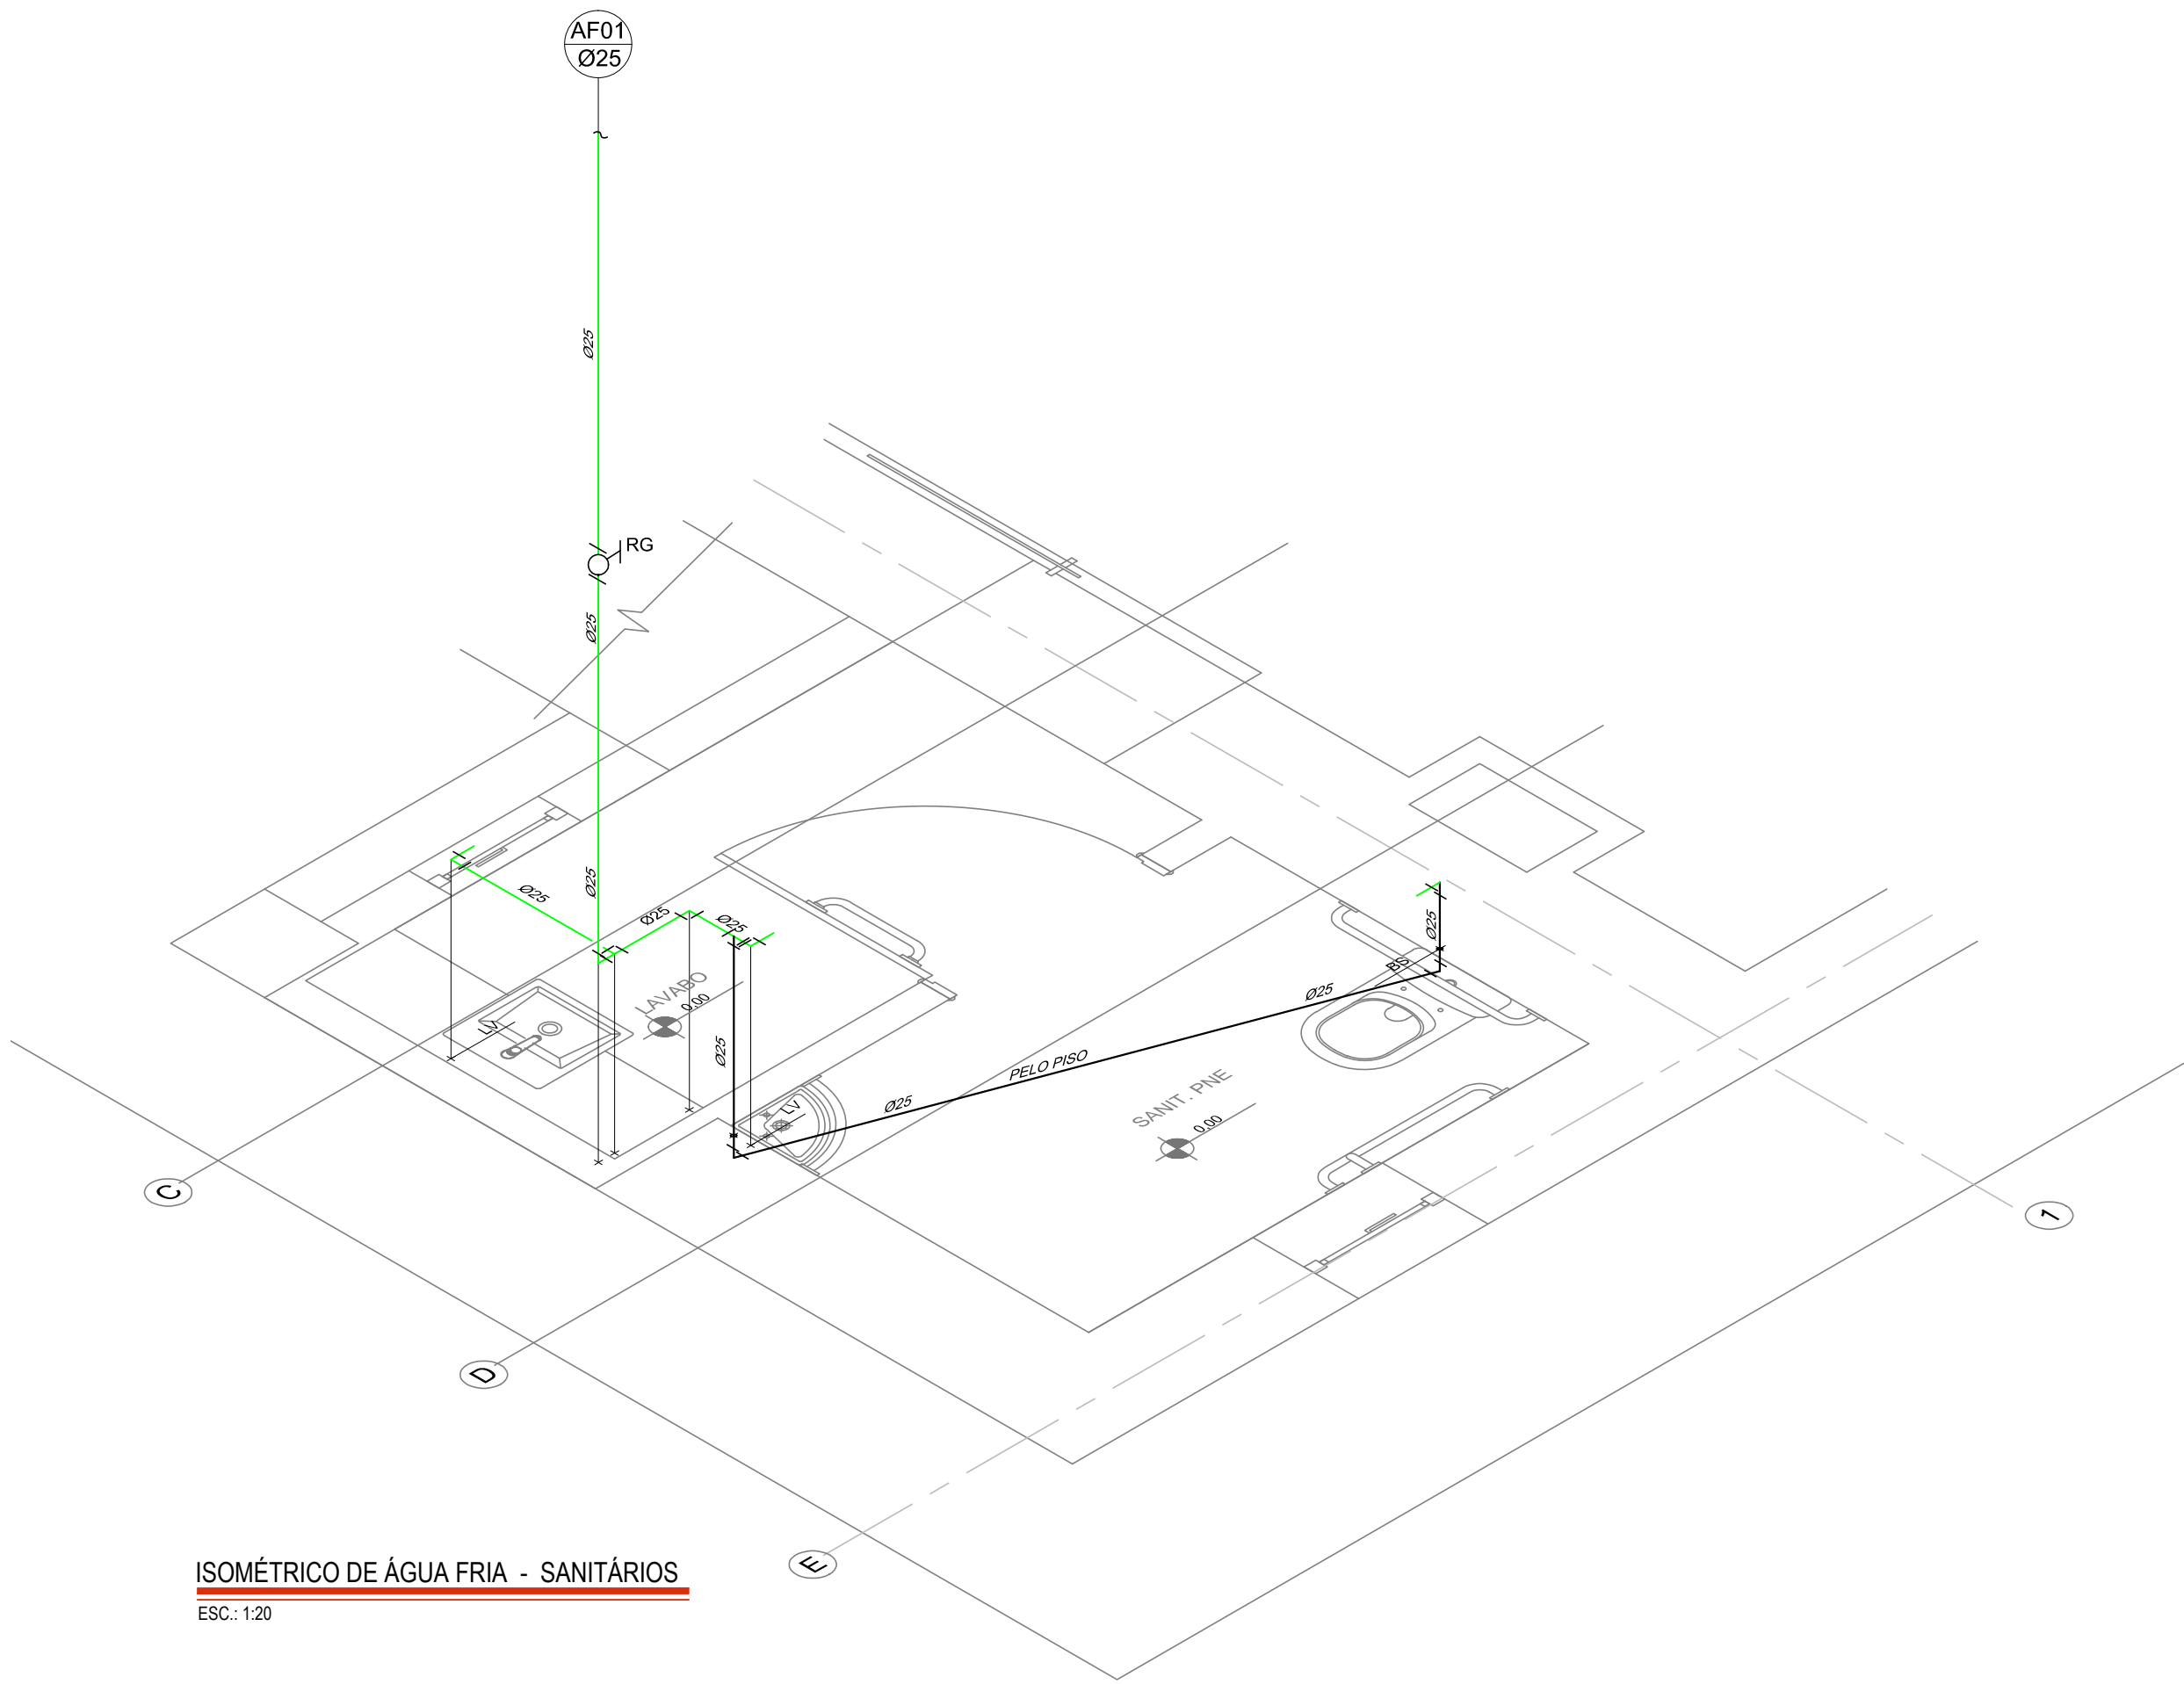 AF01
Ø25
Ø25
RG
Ø25
Ø25
Ø25
Ø25
Ø25
Ø25
BS
LAVABO
0,00
LV
Ø25
Ø25
PELO PISO
Ø25
LV
SANIT. PNE
0,00
C
1
D
E
ISOMÉTRICO DE ÁGUA FRIA - SANITÁRIOS
ESC.: 1:20